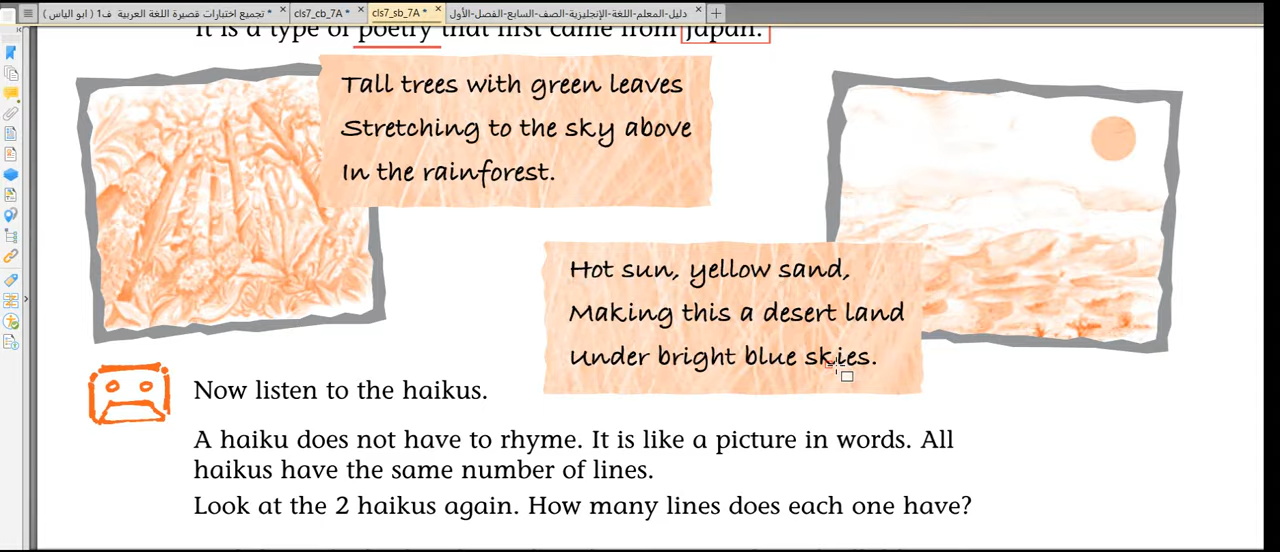 تجميع اختبارات قصيرة اللغة العربية ف1 ( ابو الياس ) *
cls7_cb_7A *
cls7_sb_7A *
دليل-المعلم-اللغة-الإنجليزية-الصف-السابع-الفصل-الأول
It is a type of poetry that first came from Japan.
Tall trees with green leaves
Stretching to the sky above
In the rainforest.
Hot sun, yellow sand,
Making this a desert land
Under bright blue skies.
Now listen to the haikus.
A haiku does not have to rhyme. It is like a picture in words. All
haikus have the same number of lines.
Look at the 2 haikus again. How many lines does each one have?